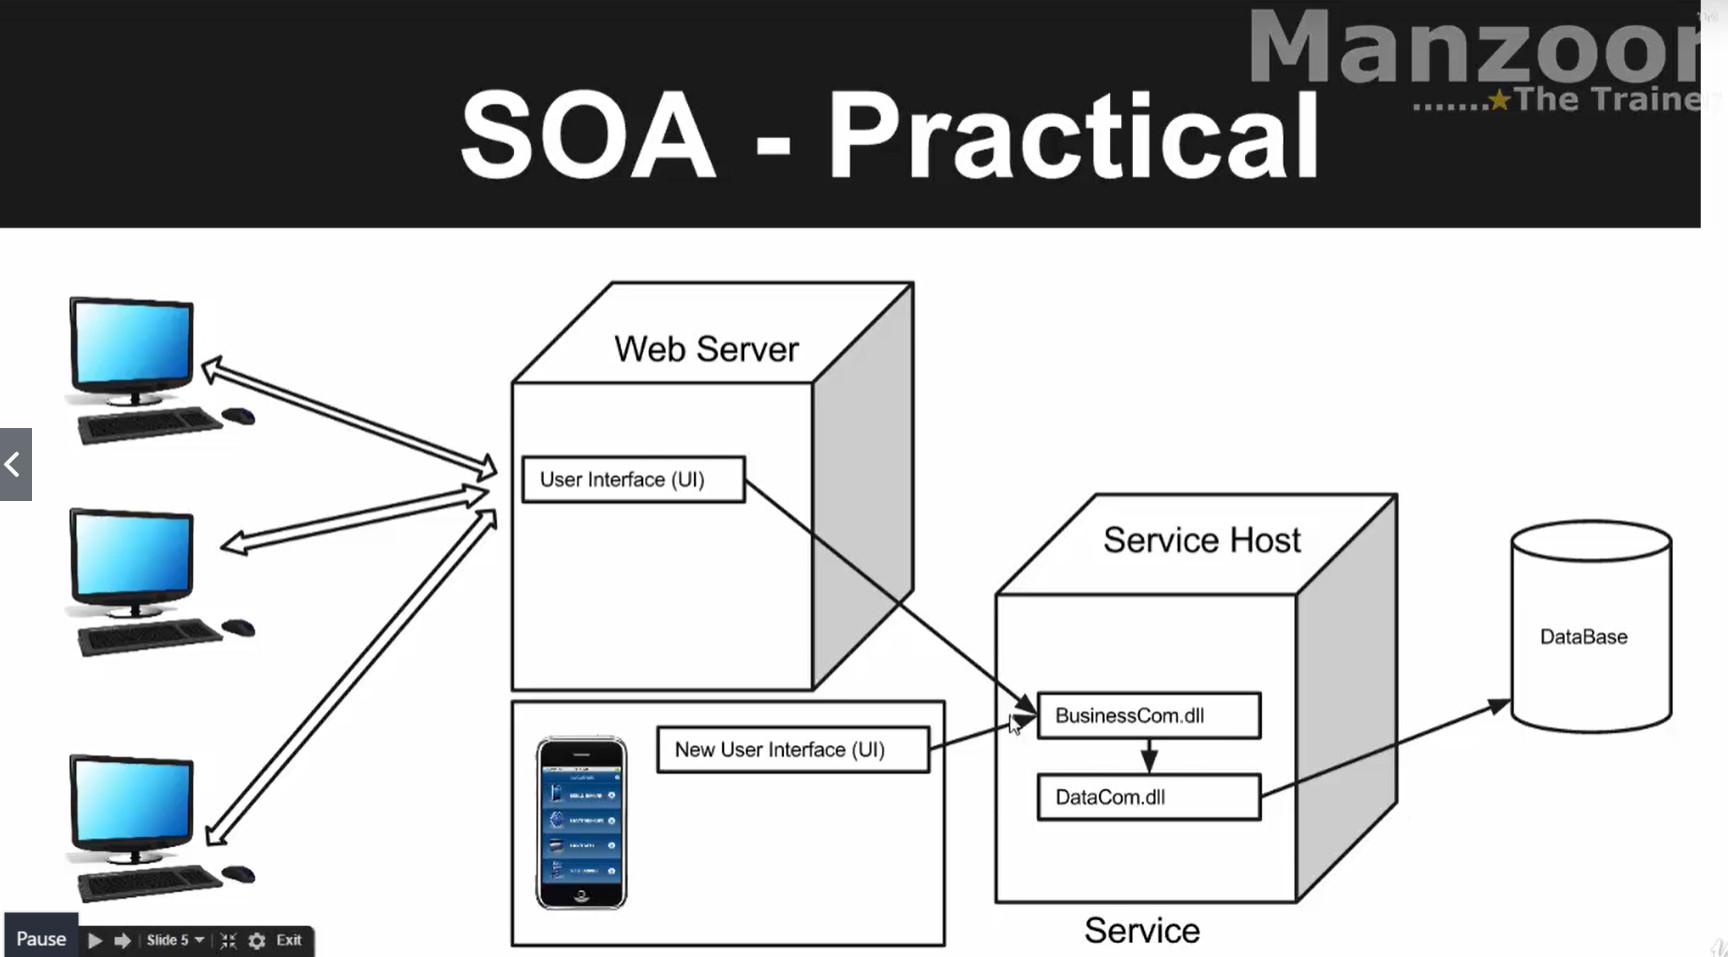 Manzoor
.......★The Traine
SOA - Practical
Web Server
User Interface (UI)
Service Host
DataBase
BusinessCom.dll
New User Interface (UI)
DataCom.dll
Service
Pause
Slide 5
Exit